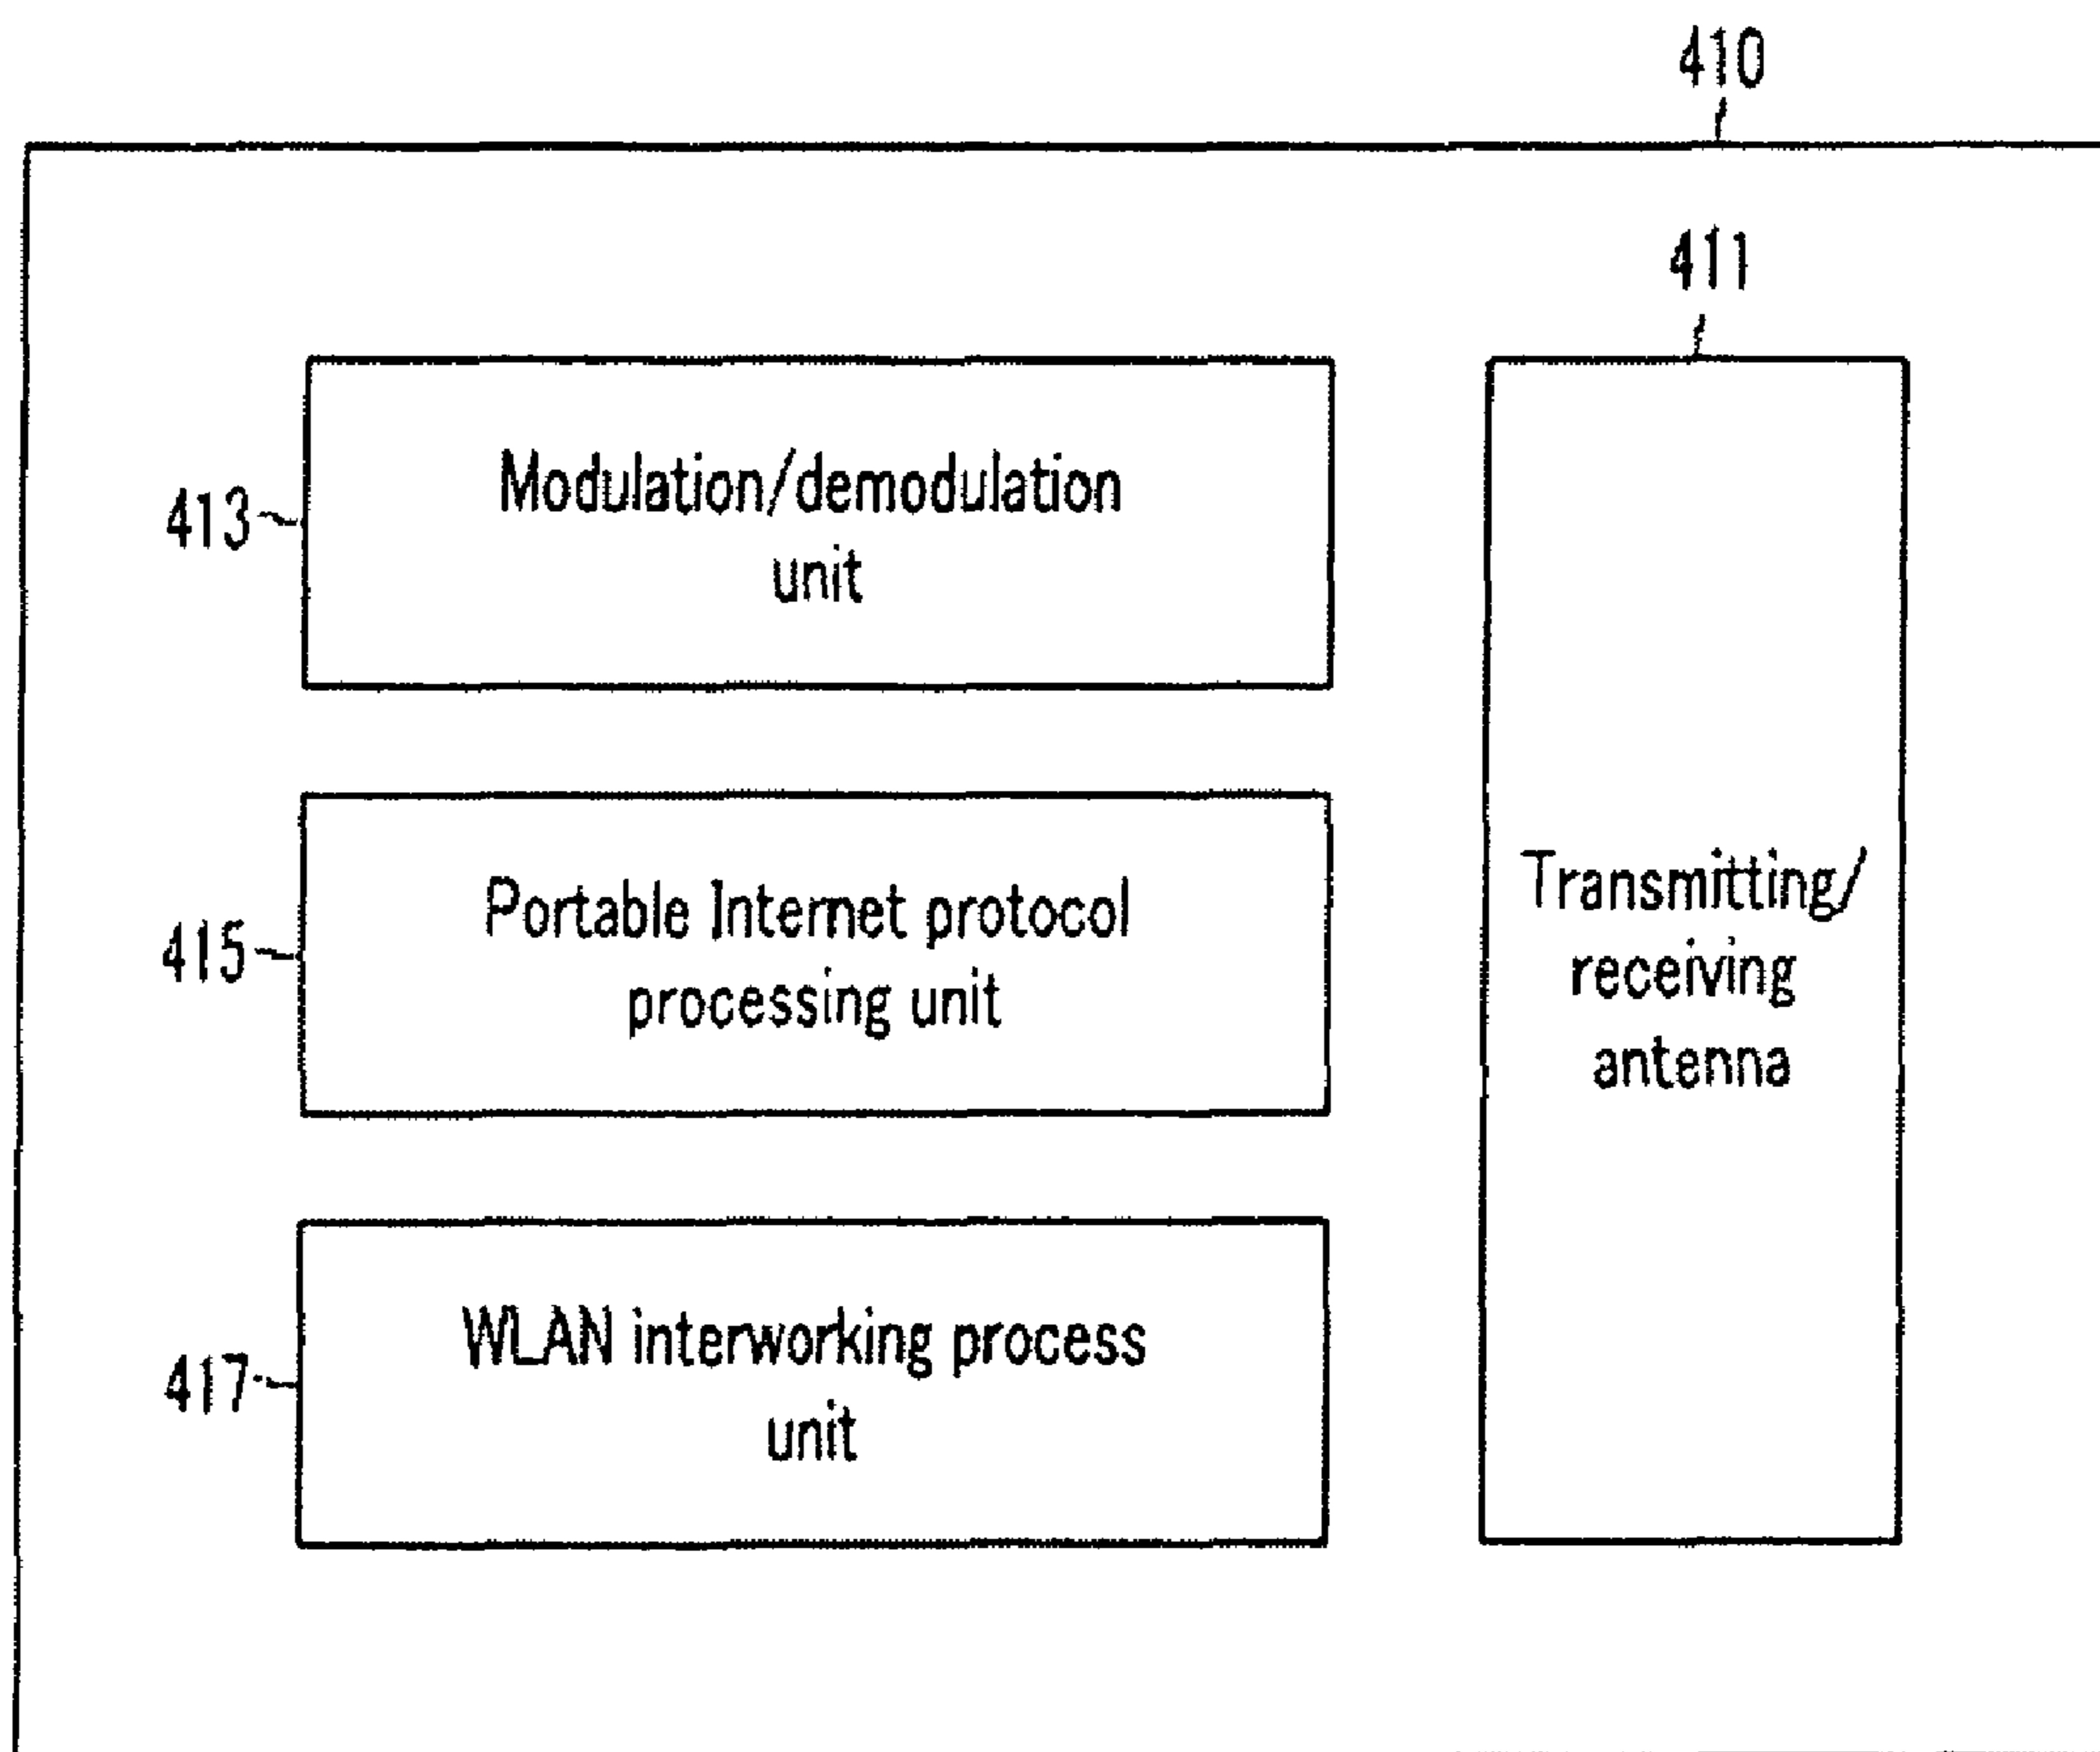 410
411
413
Modulation/demodulation
unit
415
Portable Internet protocol
processing unit
Transmitting/
receiving
antenna
417
WLAN interworking process
unit